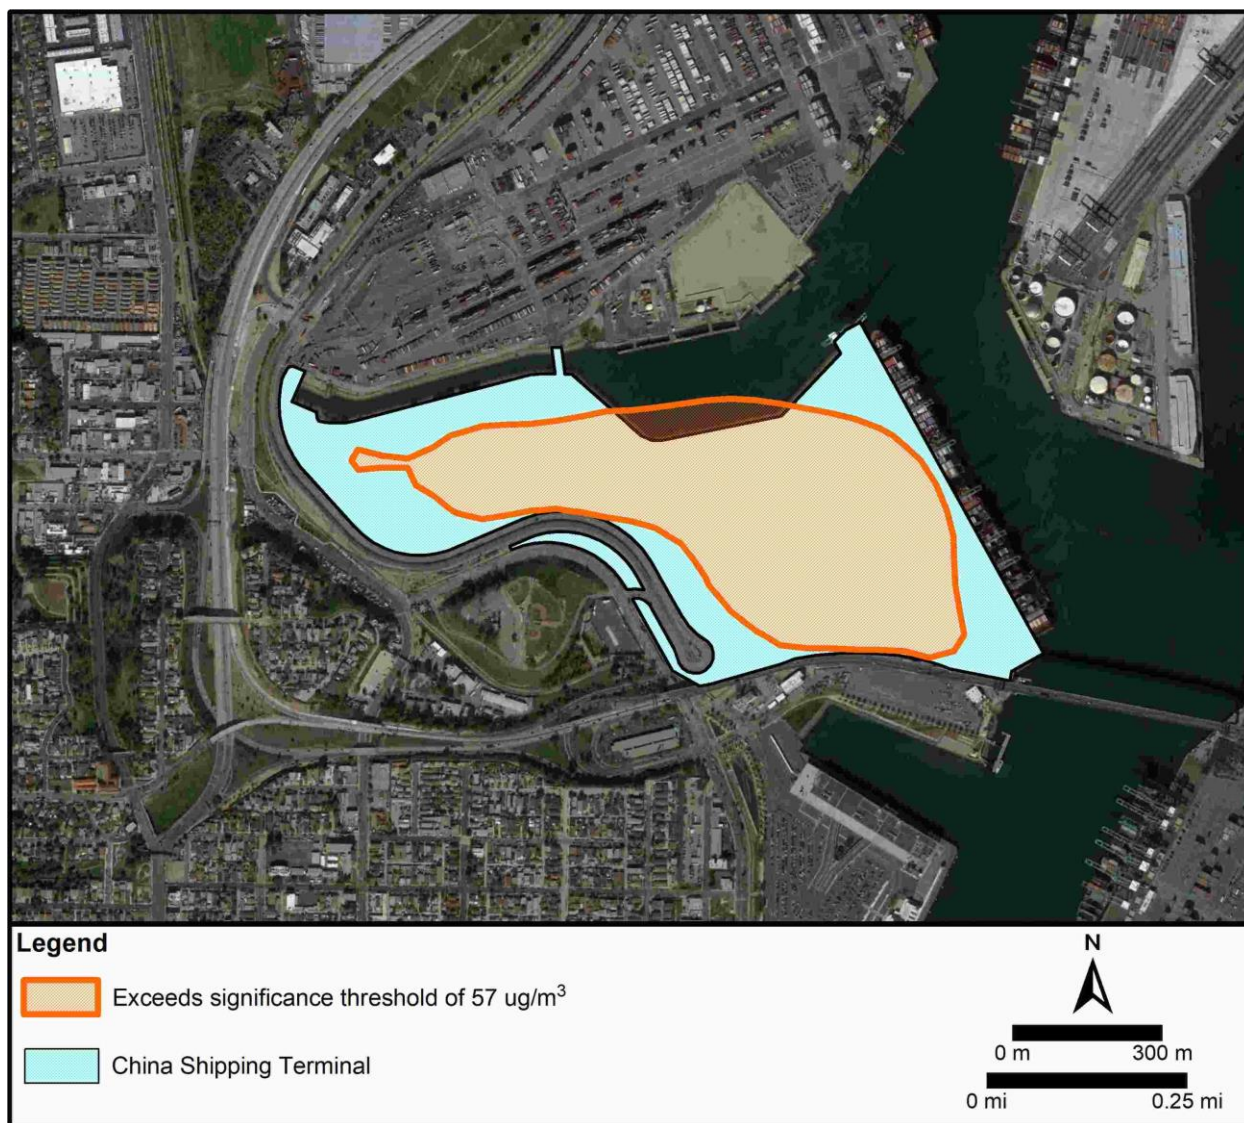 Legend
Exceeds significance threshold of 57 ug/m³
China Shipping Terminal
N
0 m 300 m
0 mi 0.25 mi